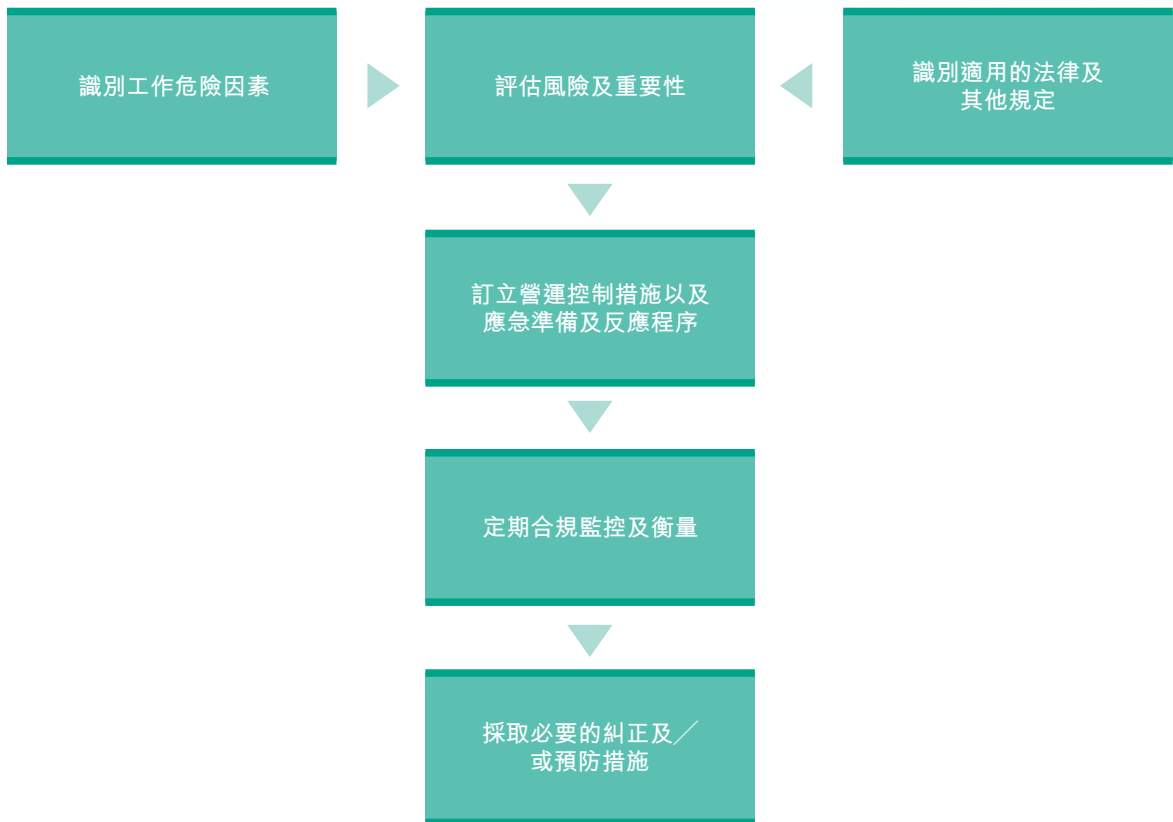 識別工作危險因素
評估風險及重要性
識別適用的法律及
其他規定
訂立營運控制措施以及
應急準備及反應程序
定期合規監控及衡量
採取必要的糾正及╱
或預防措施